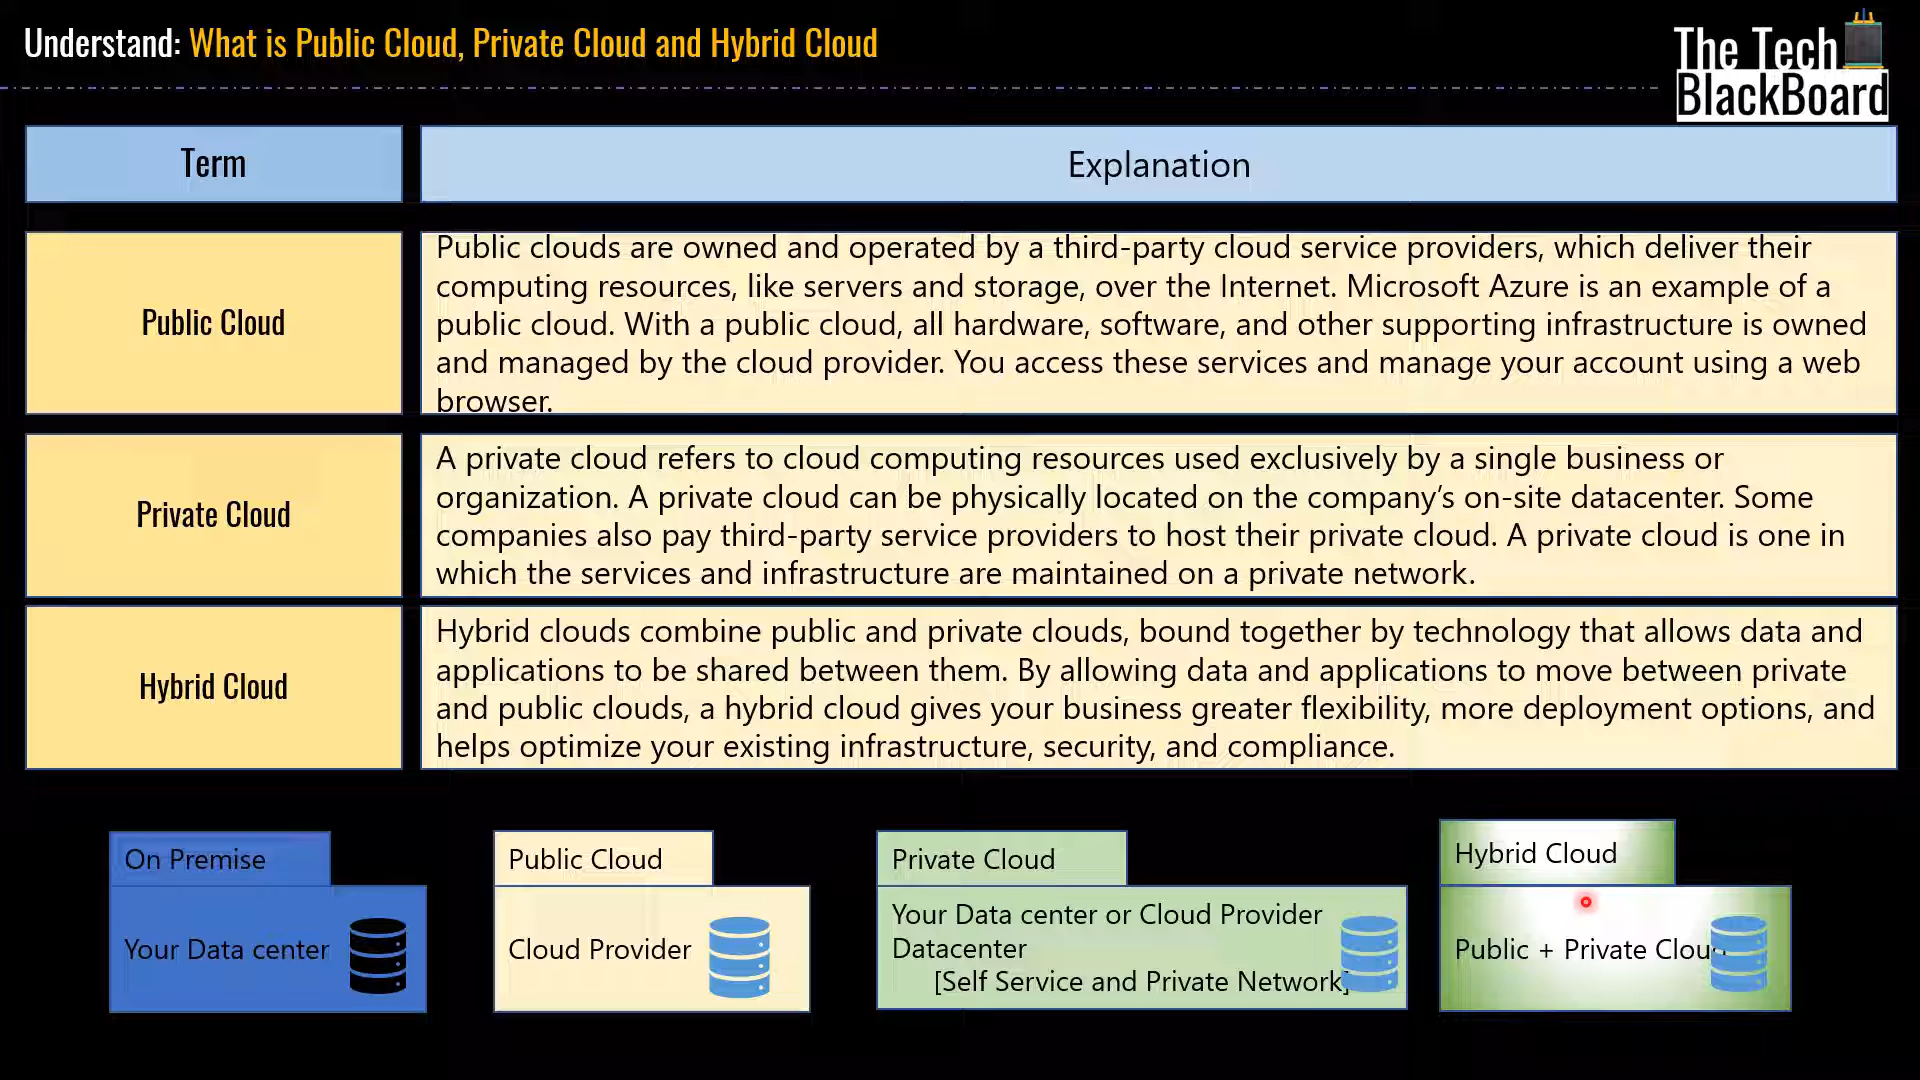 Understand: What is Public Cloud, Private Cloud and Hybrid Cloud
The Tech
BlackBoard
Term
Explanation
Public Cloud
Public clouds are owned and operated by a third-party cloud service providers, which deliver their
computing resources, like servers and storage, over the Internet. Microsoft Azure is an example of a
public cloud. With a public cloud, all hardware, software, and other supporting infrastructure is owned
and managed by the cloud provider. You access these services and manage your account using a web
browser.
Private Cloud
A private cloud refers to cloud computing resources used exclusively by a single business or
organization. A private cloud can be physically located on the company’s on-site datacenter. Some
companies also pay third-party service providers to host their private cloud. A private cloud is one in
which the services and infrastructure are maintained on a private network.
Hybrid Cloud
Hybrid clouds combine public and private clouds, bound together by technology that allows data and
applications to be shared between them. By allowing data and applications to move between private
and public clouds, a hybrid cloud gives your business greater flexibility, more deployment options, and
helps optimize your existing infrastructure, security, and compliance.
On Premise
Your Data center
Public Cloud
Cloud Provider
Private Cloud
Your Data center or Cloud Provider
Datacenter
[Self Service and Private Network]
Hybrid Cloud
Public + Private Cloud